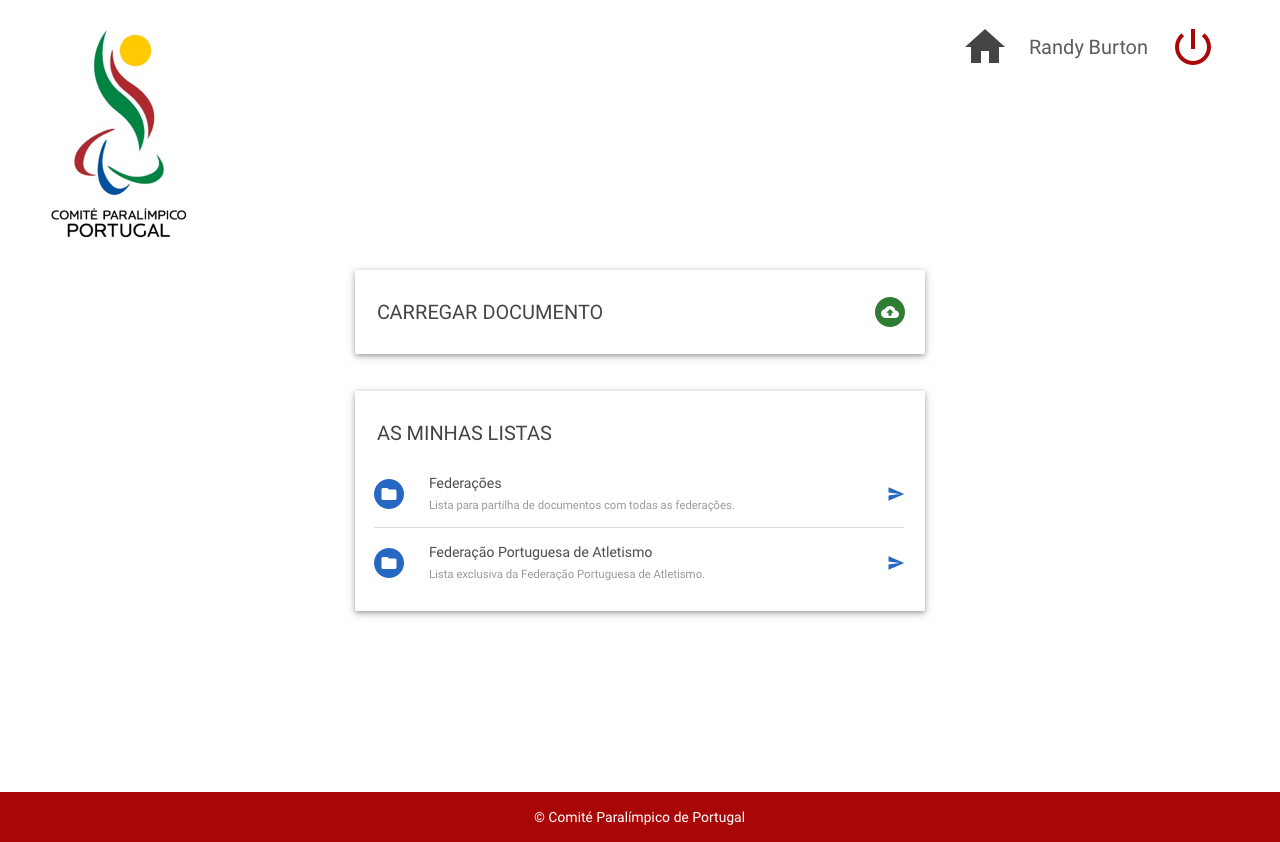 COMITÉ PARALÍMPICO
PORTUGAL
Randy Burton
CARREGAR DOCUMENTO
AS MINHAS LISTAS
Federações
Lista para partilha de documentos com todas as federações.
Federação Portuguesa de Atletismo
Lista exclusiva da Federação Portuguesa de Atletismo.
© Comité Paralímpico de Portugal